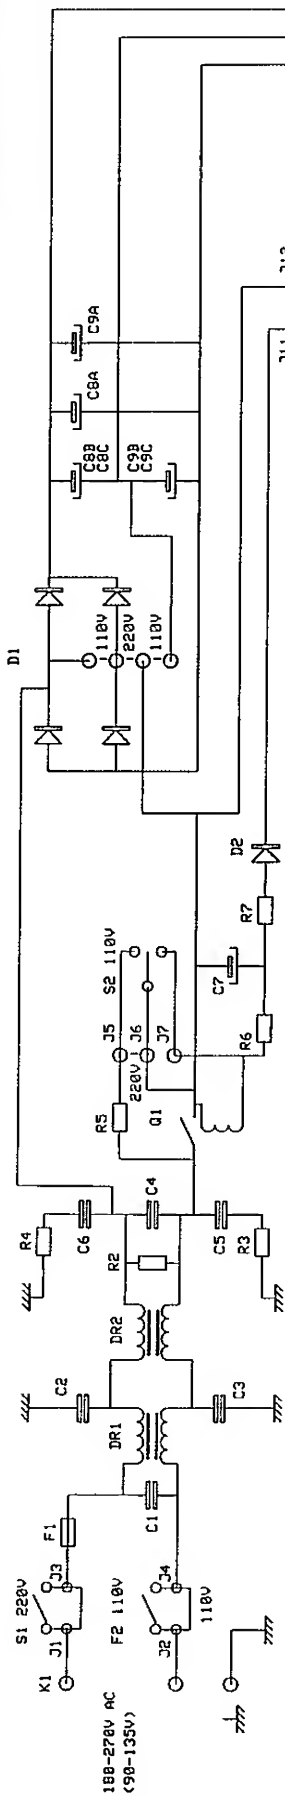 180-270V AC
(90-135V)
K1
S1 220V
J1
J3
F1
F2 110V
J2
J4
110V
C1
DR1
C2
C3
DR2
R2
R4
C6
C4
C5
R3
R5
Q1
220V
J5
J6
J7
S2 110V
R6
C7
R7
D2
D1
110V
220V
110V
C8B
C8C
C9B
C9C
C8A
C9A